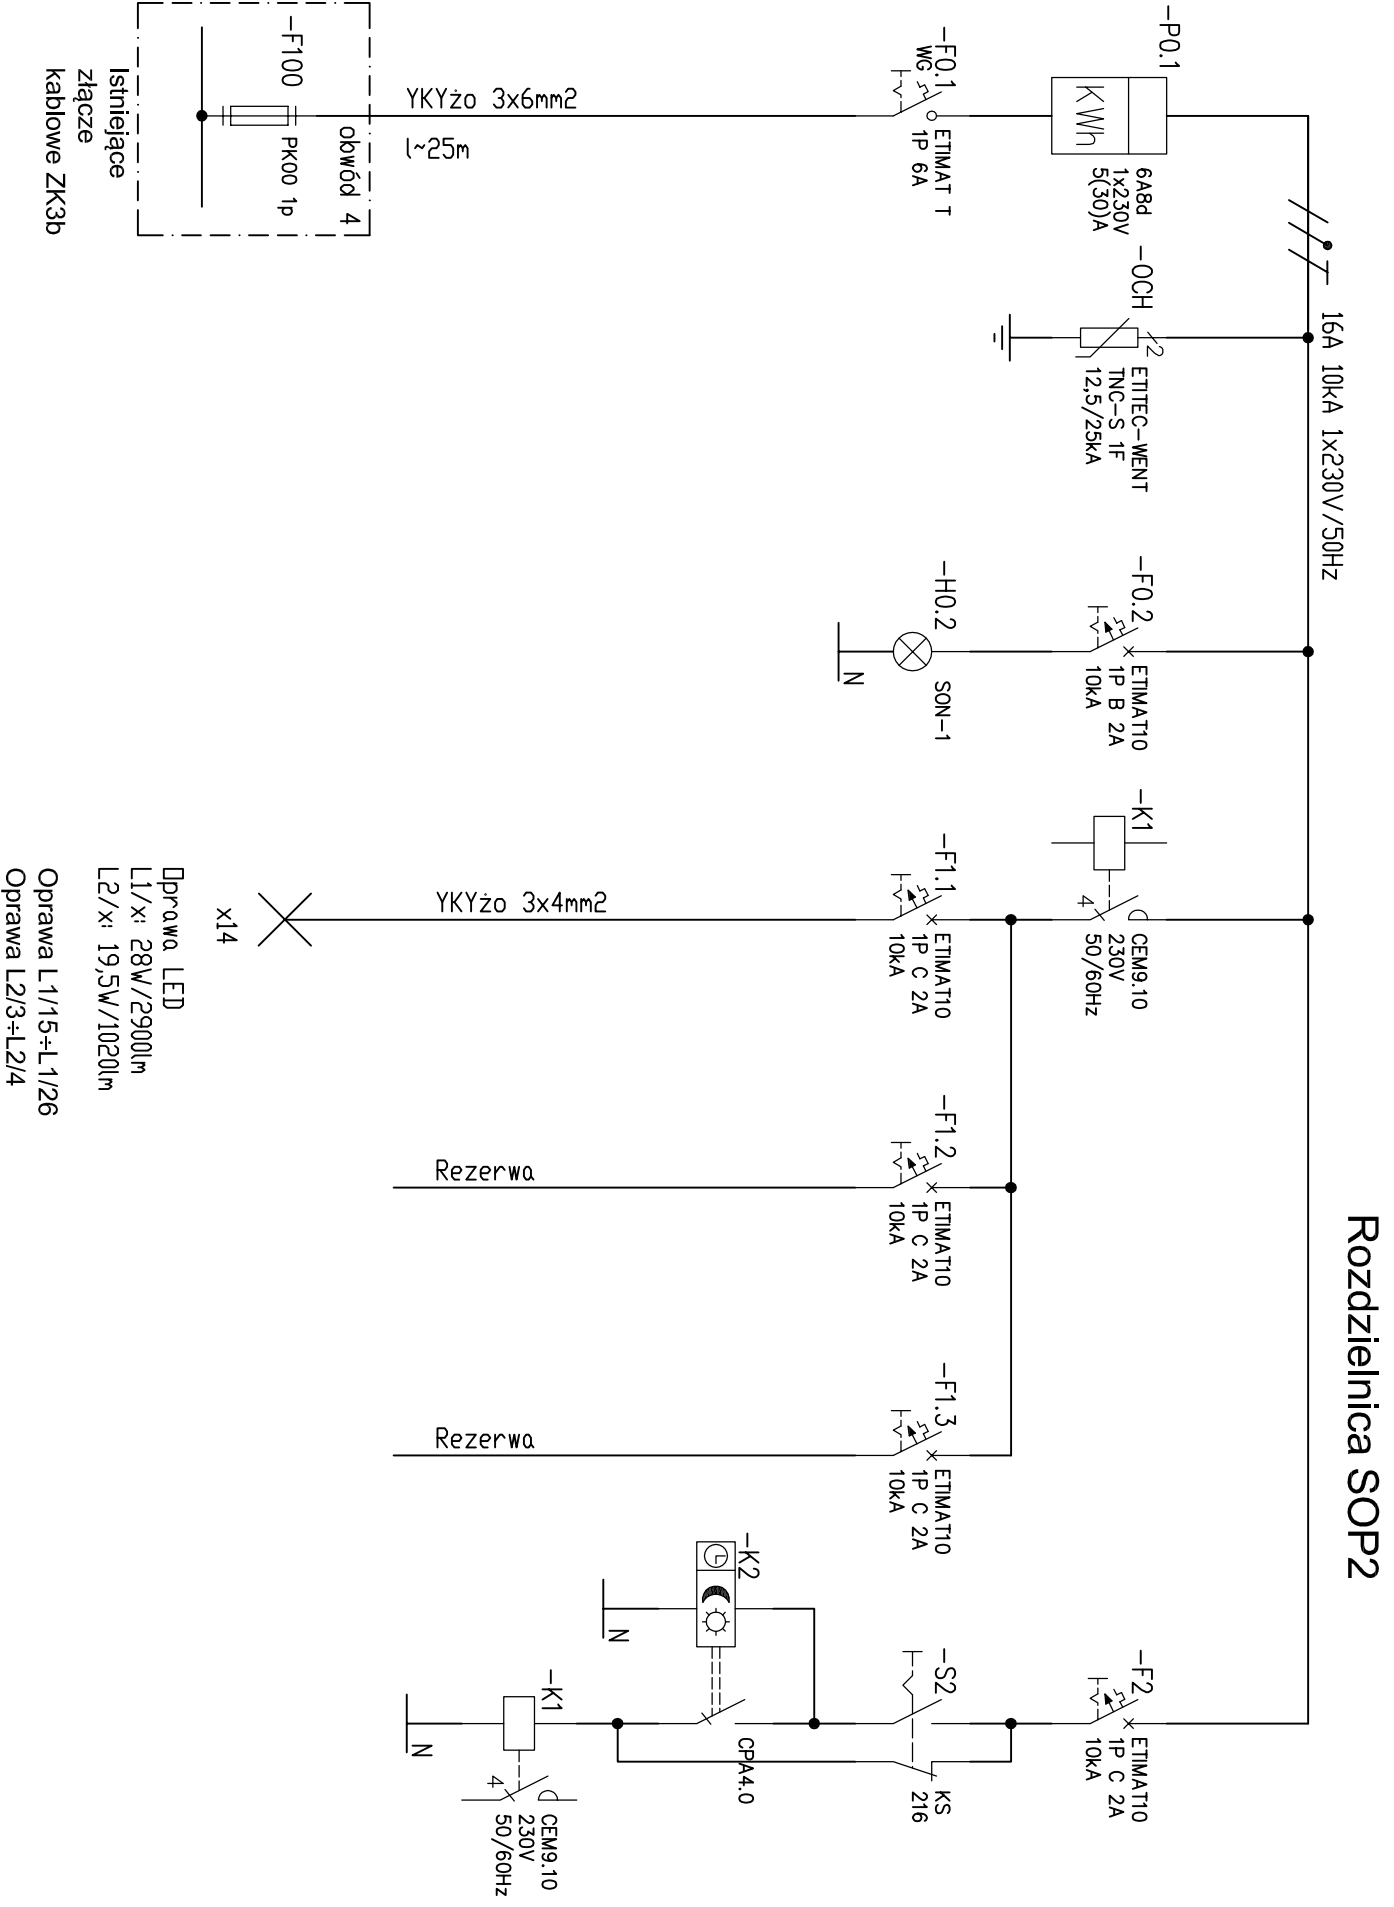 Rozdzielnica SOP2
16A 10kA 1x230V/50Hz
-P0.1
KWh
6A8d
1x230V
5(30)A
-F0.1
WG
ETIMAT T
1P 6A
YKYżo 3x6mm2
l~25m
obwód 4
-F100
PK00 1p
Istniejące
złącze
kablowe ZK3b
-OCH
2
ETITEC-WENT
TNC-S 1F
12,5/25kA
-F0.2
ETIMAT10
1P B 2A
10kA
-H0.2
SON-1
N
-K1
4
CEM9.10
230V
50/60Hz
-F1.1
ETIMAT10
1P C 2A
10kA
YKYżo 3x4mm2
x14
Oprawa LED
L1/x: 28W/2900lm
L2/x: 19,5W/1020lm
Oprawa L1/15÷L1/26
Oprawa L2/3÷L2/4
-F1.2
ETIMAT10
1P C 2A
10kA
Rezerwa
-F1.3
ETIMAT10
1P C 2A
10kA
Rezerwa
-F2
ETIMAT10
1P C 2A
10kA
-S2
KS
216
-K2
CPA4.0
N
-K1
4
CEM9.10
230V
50/60Hz
N